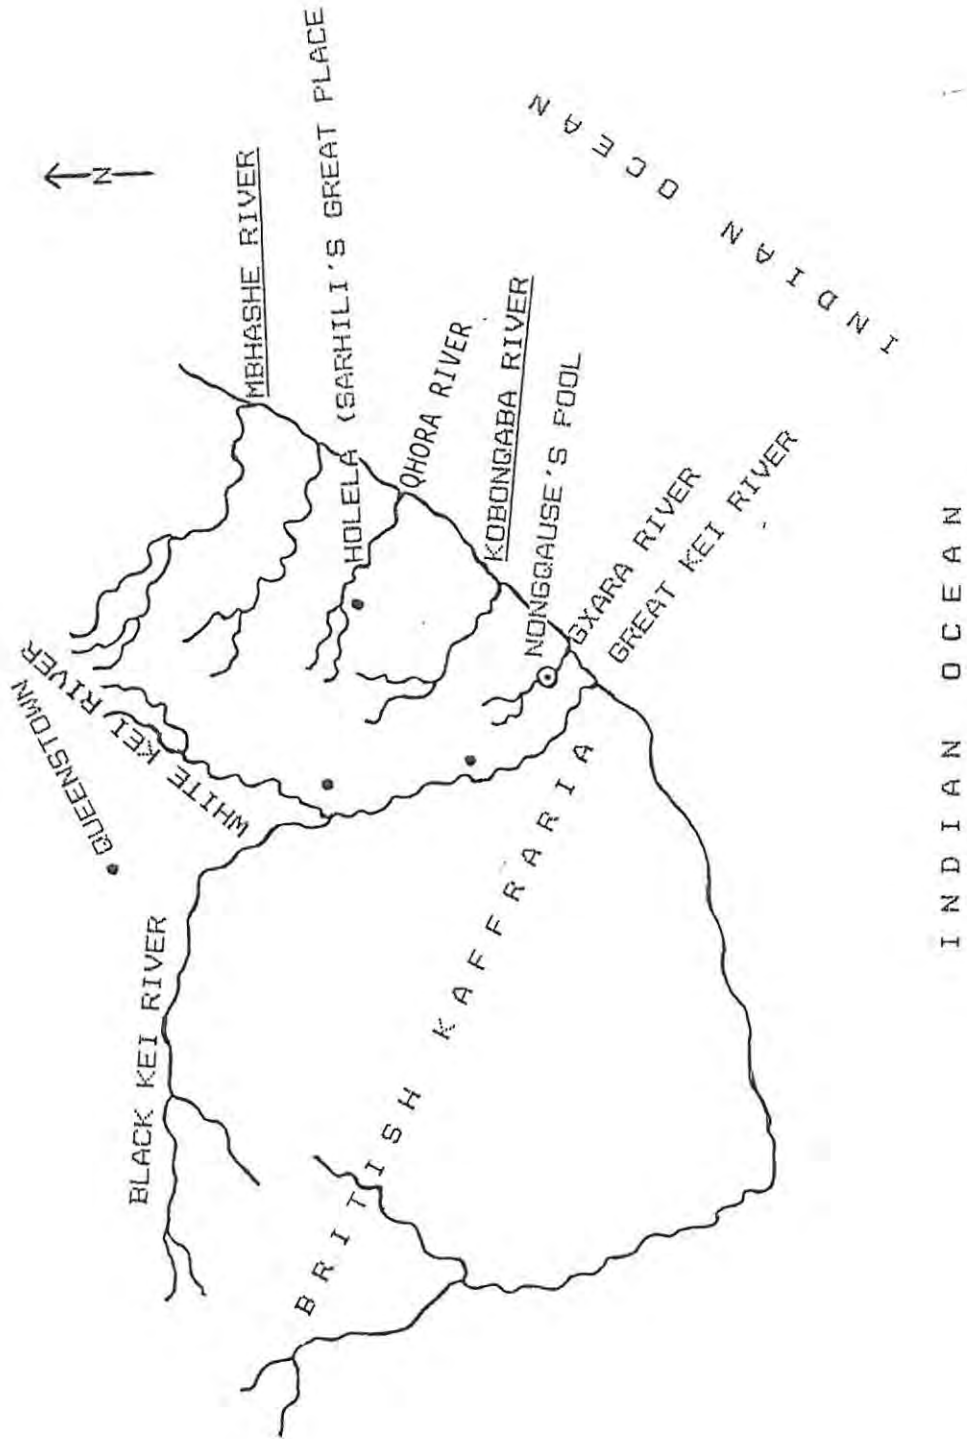 N
QUEENSTOWN
WHITE KEI RIVER
BLACK KEI RIVER
MBHASHE RIVER
HOLELA (SARHILI'S GREAT PLACE
QHORA RIVER
KOBONQABA RIVER
NONGQAUSE'S POOL
GXARA RIVER
GREAT KEI RIVER
BRITISH KAFFRARIA
INDIAN OCEAN
INDIAN OCEAN